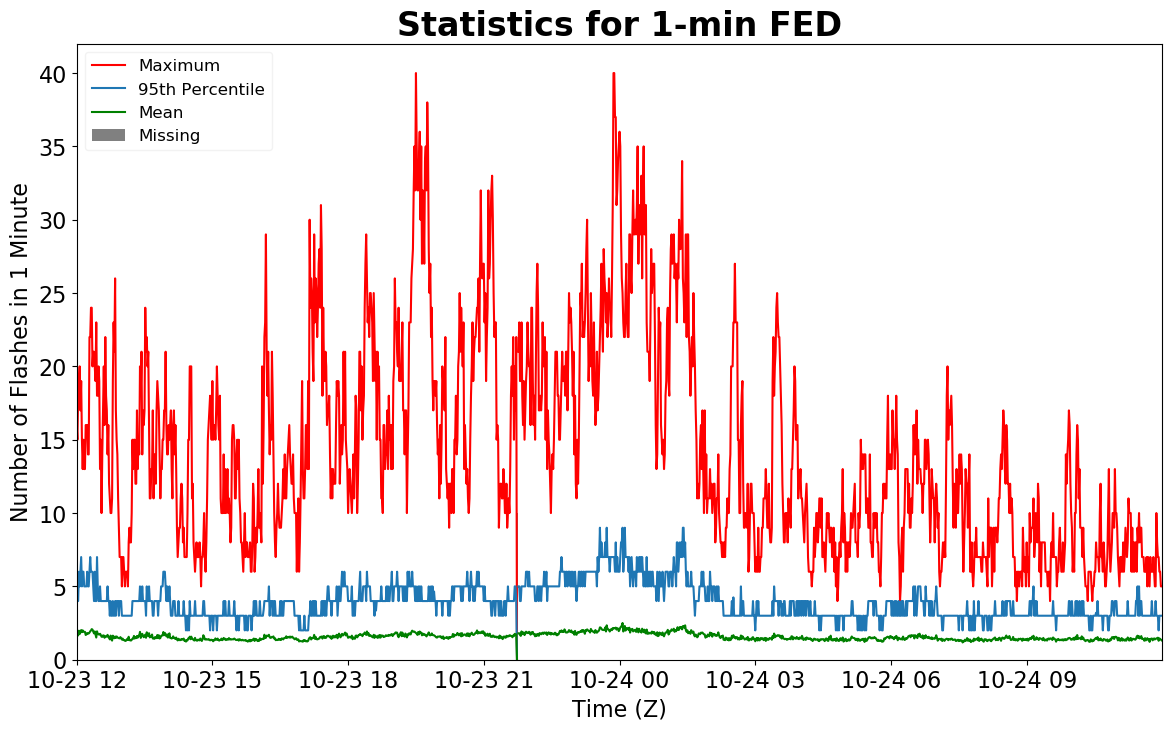 Statistics for 1-min FED
Maximum
95th Percentile
Mean
Missing
Number of Flashes in 1 Minute
40
35
30
25
20
15
10
5
0
10-23 12 10-23 15 10-23 18 10-23 21 10-24 00 10-24 03 10-24 06 10-24 09
Time (Z)